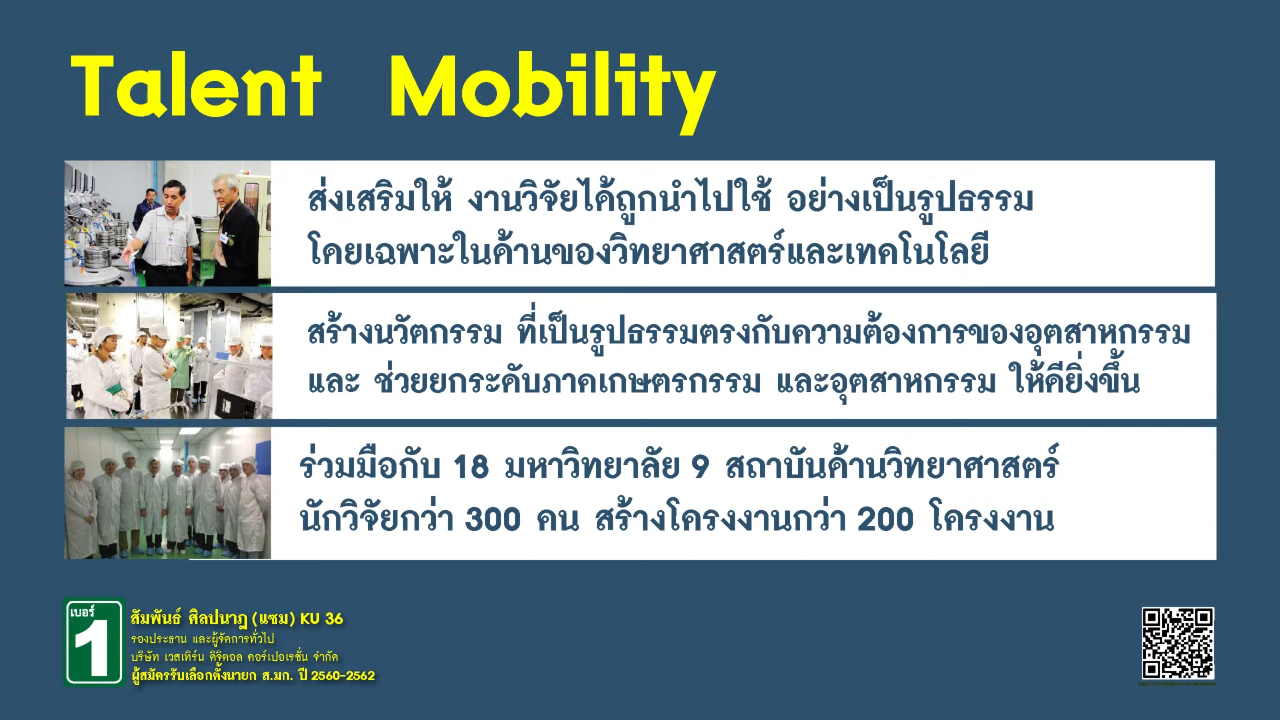 Talent Mobility
ส่งเสริมให้ งานวิจัยได้ถูกนำไปใช้ อย่างเป็นรูปธรรม
โดยเฉพาะในด้านของวิทยาศาสตร์และเทคโนโลยี
สร้างนวัตกรรม ที่เป็นรูปธรรมตรงกับความต้องการของอุตสาหกรรม
และ ช่วยยกระดับภาคเกษตรกรรม และอุตสาหกรรม ให้ดียิ่งขึ้น
ร่วมมือกับ 18 มหาวิทยาลัย 9 สถาบันด้านวิทยาศาสตร์
นักวิจัยกว่า 300 คน สร้างโครงงานกว่า 200 โครงงาน
เบอร์
1
สัมพันธ์ ศิลปนาฎ (แซม) KU 36
รองประธาน และผู้จัดการทั่วไป
บริษัท เวสเทิร์น ดิจิตอล คอร์เปอเรชั่น จำกัด
ผู้สมัครรับเลือกตั้งนายก ส.มก. ปี 2560-2562